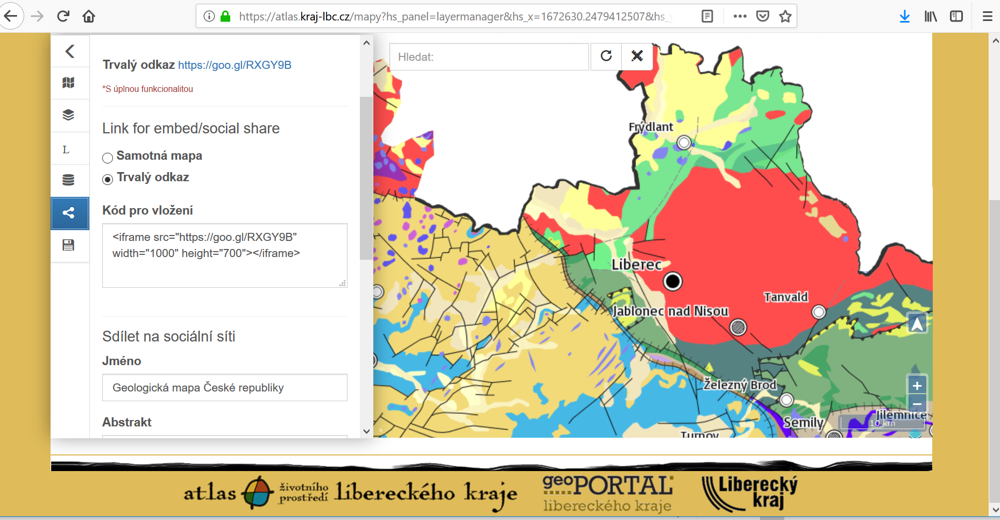 https://atlas.kraj-lbc.cz/mapy?hs_panel=layermanager&hs_x=1672630.2479412507&hs_y
Trvalý odkaz https://goo.gl/RXGY9B
*S úplnou funkcionalitou
Link for embed/social share
Samotná mapa
Trvalý odkaz
Kód pro vložení
<iframe src="https://goo.gl/RXGY9B"
width="1000" height="700"></iframe>
Sdílet na sociální síti
Jméno
Geologická mapa České republiky
Abstrakt
L
Hledat:
Frýdlant
Liberec
Tanvald
Jablonec nad Nisou
Železný Brod
Jilemnice
Semily
10 km
Turnov
atlas životního prostředí libereckého kraje
geoPORTAL
libereckého kraje
Liberecký
kraj